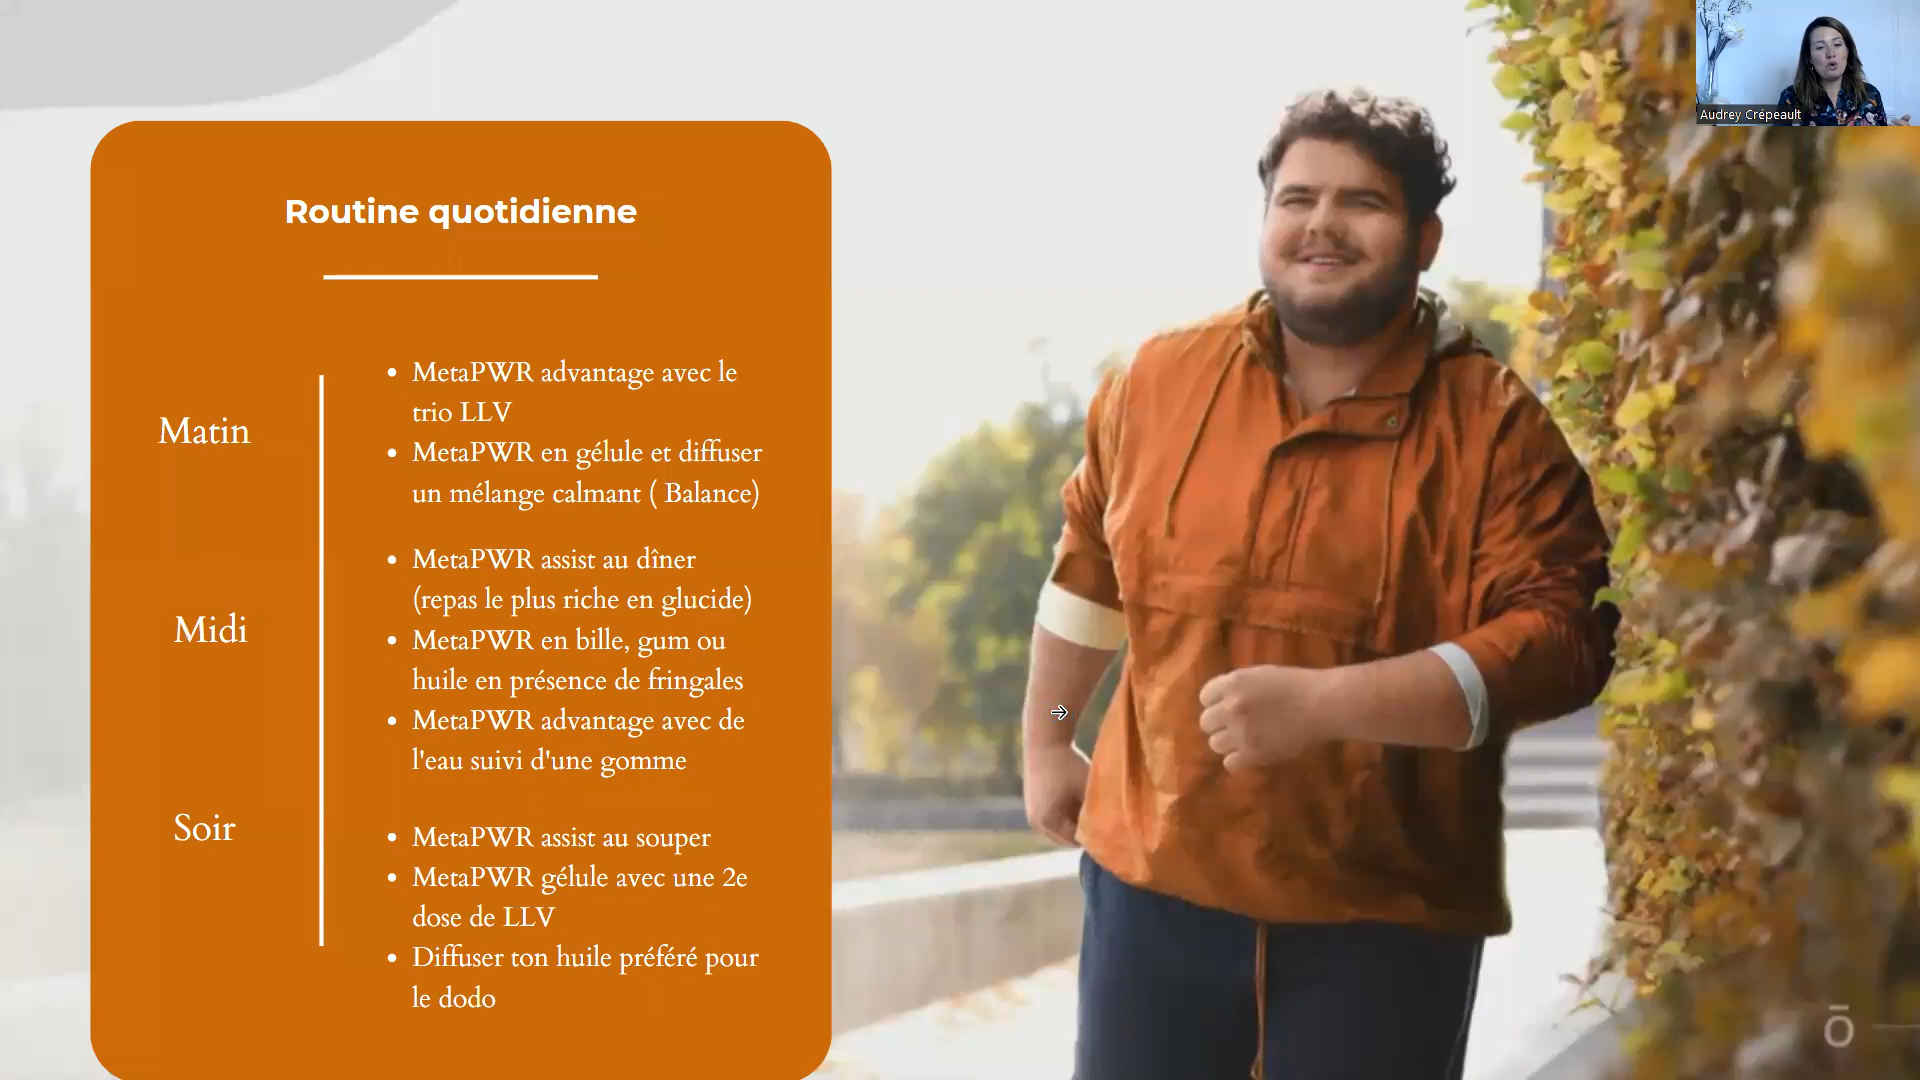 Audrey Crépeault
Routine quotidienne
Matin
MetaPWR advantage avec le
trio LLV
MetaPWR en gélule et diffuser
un mélange calmant ( Balance)
Midi
MetaPWR assist au dîner
(repas le plus riche en glucide)
MetaPWR en bille, gum ou
huile en présence de fringales
MetaPWR advantage avec de
l'eau suivi d'une gomme
Soir
MetaPWR assist au souper
MetaPWR gélule avec une 2e
dose de LLV
Diffuser ton huile préféré pour
le dodo
ō